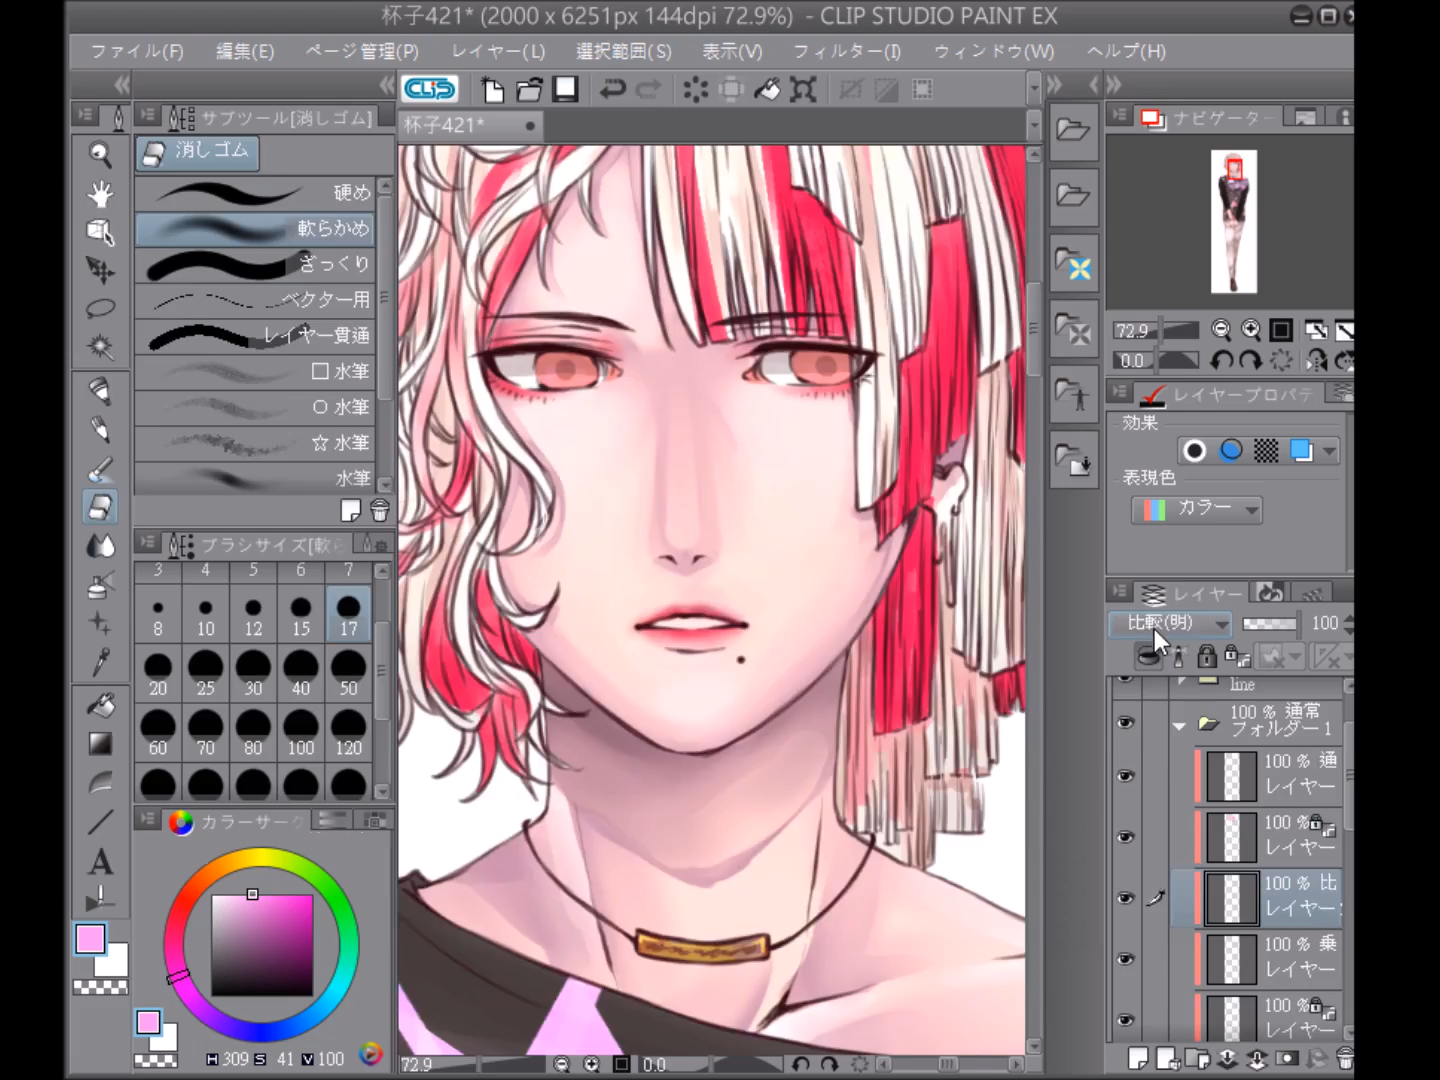 杯子421* (2000 x 6251px 144dpi 72.9%) - CLIP STUDIO PAINT EX
ファイル(F) 編集(E) ページ管理(P) レイヤー(L) 選択範囲(S) 表示(V) フィルター(I) ウィンドウ(W) ヘルプ(H)
CLIP
サブツール[消しゴム]
杯子421*
消しゴム
硬め
軟らかめ
ざっくり
ベクター用
レイヤー貫通
□ 水筆
○ 水筆
☆ 水筆
水筆
ブラシサイズ[軟ら
3 4 5 6 7
8 10 12 15 17
20 25 30 40 50
60 70 80 100 120
カラーサーク
H 309 S 41 V 100
72.9
0.0
ナビゲーター
72.9
0.0
レイヤープロパテ
効果
表現色
カラー
レイヤー
比較(明) 100
line
100 % 通常
フォルダー 1
100 % 通
レイヤー
100 %
レイヤー
100 % 比
レイヤー
100 % 乗
レイヤー
100 %
レイヤー